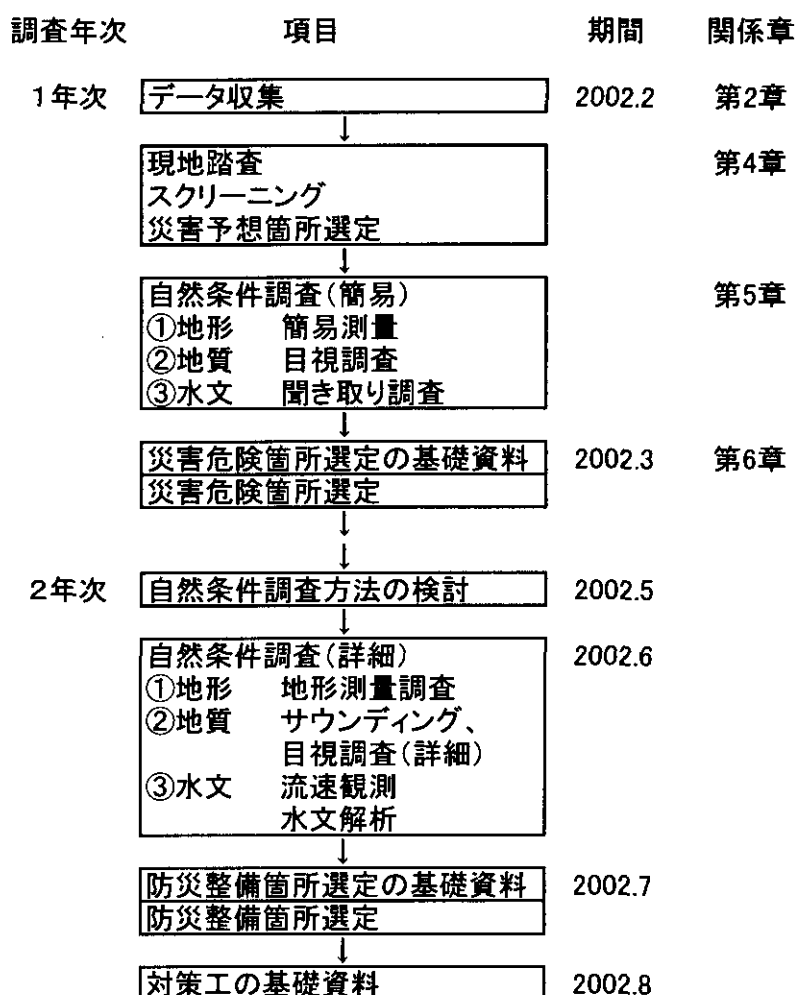 調査年次 項目 期間 関係章
1年次 データ収集 2002.2 第2章
↓
現地踏査 第4章
スクリーニング
災害予想箇所選定
↓
自然条件調査(簡易) 第5章
①地形 簡易測量
②地質 目視調査
③水文 聞き取り調査
↓
災害危険箇所選定の基礎資料 2002.3 第6章
災害危険箇所選定
↓
↓
2年次 自然条件調査方法の検討 2002.5
↓
自然条件調査(詳細) 2002.6
①地形 地形測量調査
②地質 サウンディング、
目視調査(詳細)
③水文 流速観測
水文解析
↓
防災整備箇所選定の基礎資料 2002.7
防災整備箇所選定
↓
対策工の基礎資料 2002.8